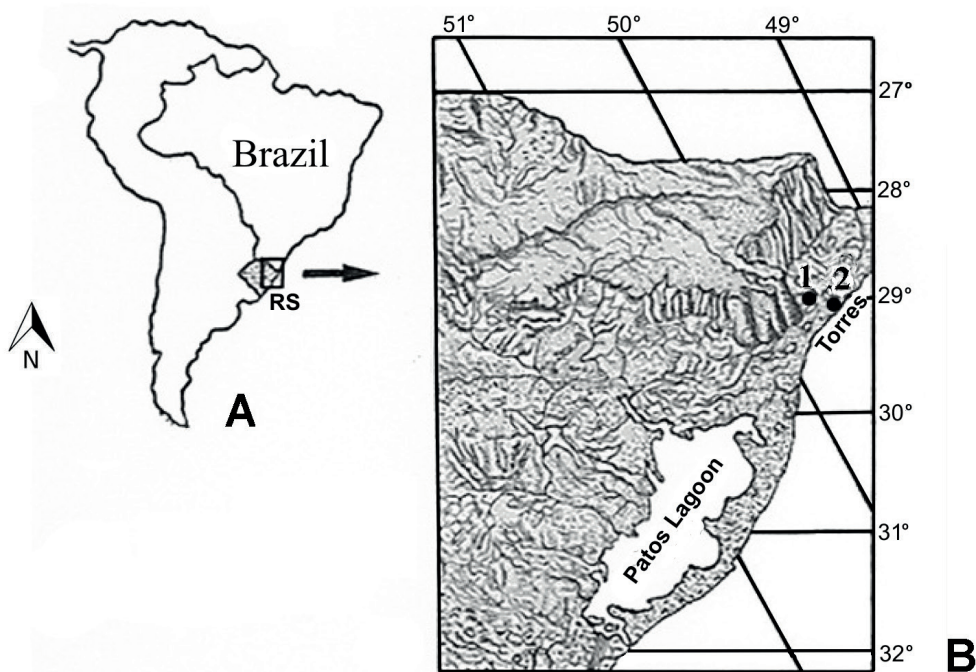 51° 50° 49°
27°
Brazil
28°
1 2
RS
29°
Torres
N
A
30°
Patos Lagoon
31°
32°
B